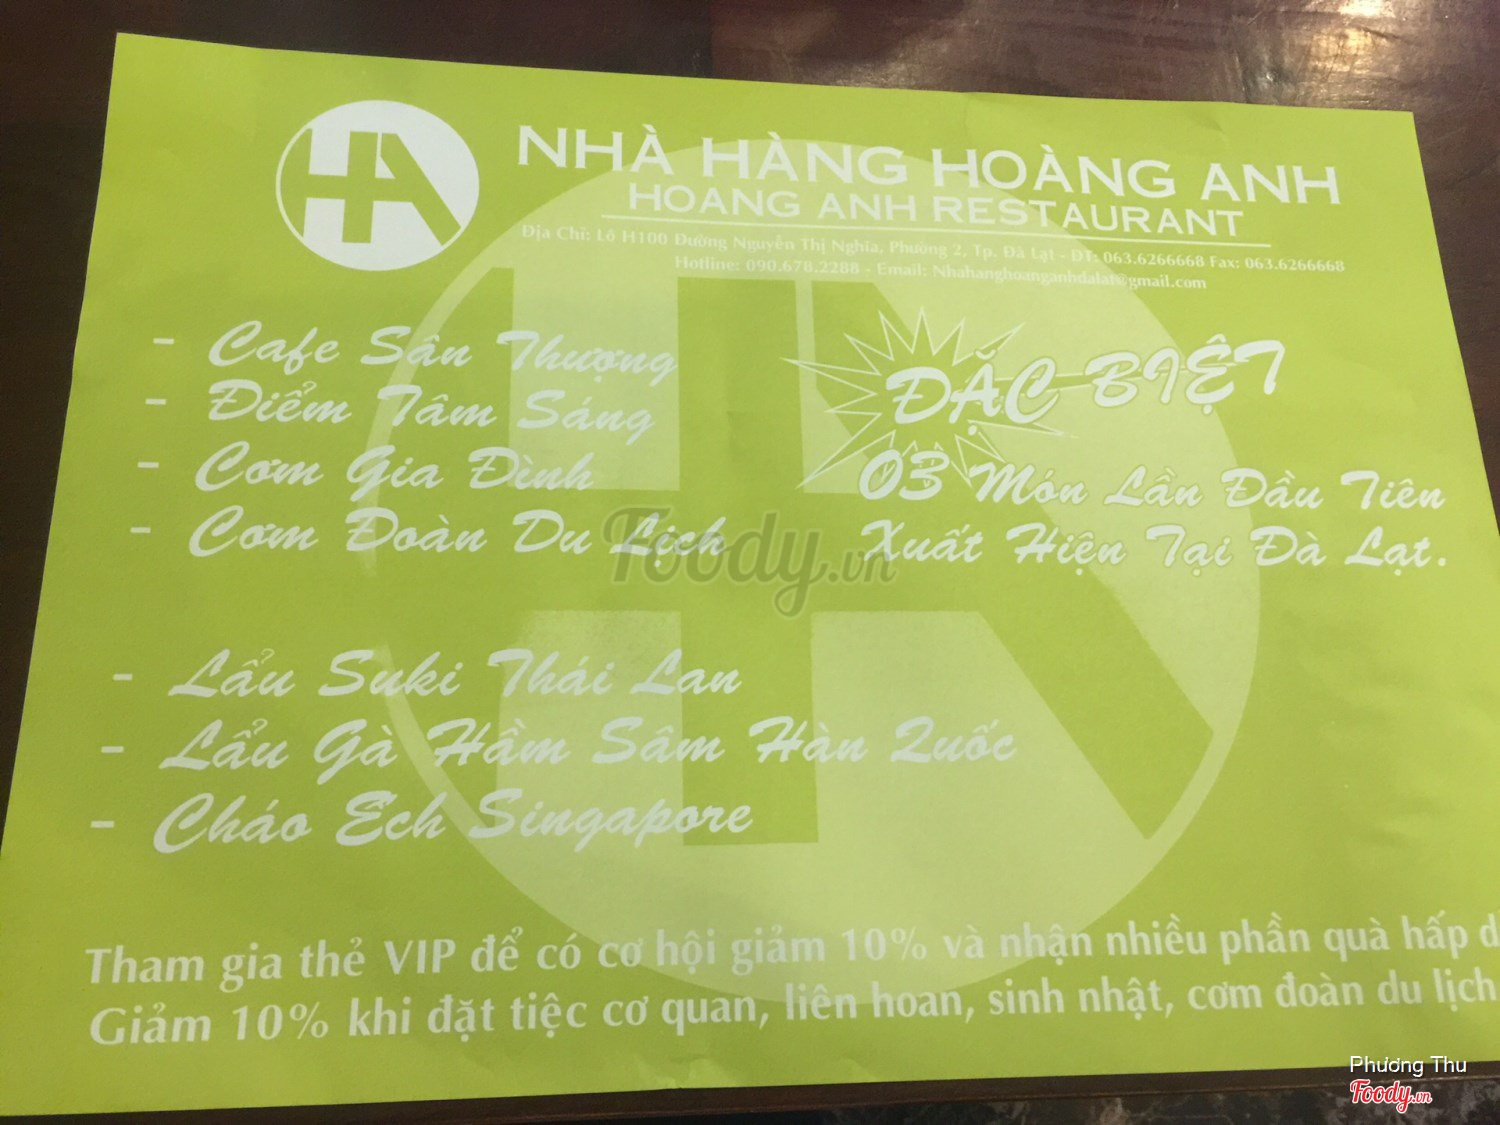 HA
NHÀ HÀNG HOÀNG ANH
HOANG ANH RESTAURANT
Địa Chỉ: Lô H100 Đường Nguyễn Thị Nghĩa, Phường 2, Tp. Đà Lạt - ĐT: 063.6266668 Fax: 063.6266668
Hotline: 090.678.2288 - Email: Nhahanghoanganhdalat@gmail.com
- Cafe Sân Thượng
- Điểm Tâm Sáng
- Cơm Gia Đình
- Cơm Đoàn Du Lịch
ĐẶC BIỆT
03 Món Lần Đầu Tiên
Xuất Hiện Tại Đà Lạt.
Foody.vn
- Lẩu Suki Thái Lan
- Lẩu Gà Hầm Sâm Hàn Quốc
- Cháo Ếch Singapore
Tham gia thẻ VIP để có cơ hội giảm 10% và nhận nhiều phần quà hấp d
Giảm 10% khi đặt tiệc cơ quan, liên hoan, sinh nhật, cơm đoàn du lịch
Phương Thu
Foody.vn